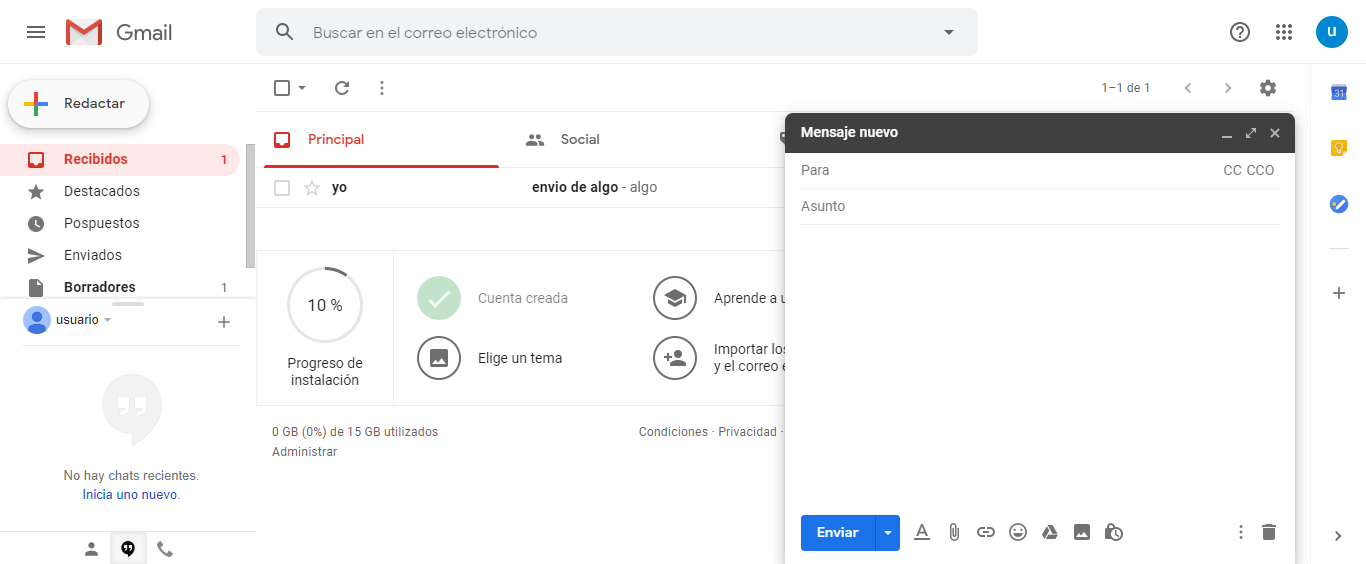 Gmail
Buscar en el correo electrónico
u
Redactar
1–1 de 1
31
Recibidos 1
Destacados
Pospuestos
Enviados
Borradores 1
Principal
Social
yo envio de algo - algo
10 %
Progreso de
instalación
Cuenta creada
Elige un tema
Aprende a u
Importar los
y el correo e
0 GB (0%) de 15 GB utilizados
Administrar
Condiciones · Privacidad ·
usuario
No hay chats recientes.
Inicia uno nuevo.
Mensaje nuevo
Para CC CCO
Asunto
Enviar